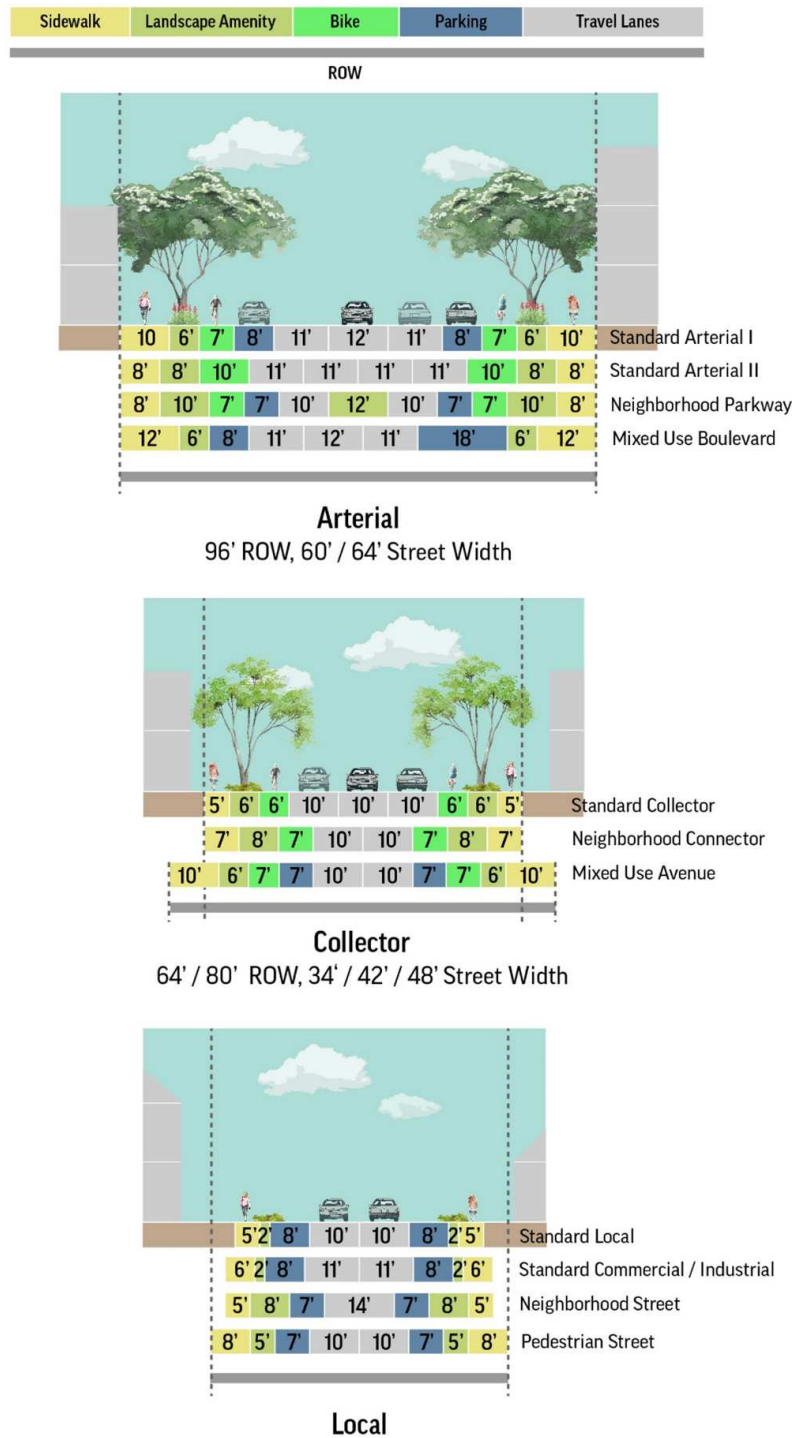 Sidewalk Landscape Amenity Bike Parking Travel Lanes
ROW
10 6’ 7’ 8’ 11’ 12’ 11’ 8’ 7’ 6’ 10’ Standard Arterial I
8’ 8’ 10’ 11’ 11’ 11’ 11’ 10’ 8’ 8’ Standard Arterial II
8’ 10’ 7’ 7’ 10’ 12’ 10’ 7’ 7’ 10’ 8’ Neighborhood Parkway
12’ 6’ 8’ 11’ 12’ 11’ 18’ 6’ 12’ Mixed Use Boulevard
Arterial
96’ ROW, 60’ / 64’ Street Width
5’ 6’ 6’ 10’ 10’ 10’ 6’ 6’ 5’ Standard Collector
7’ 8’ 7’ 10’ 10’ 7’ 8’ 7’ Neighborhood Connector
10’ 6’ 7’ 7’ 10’ 10’ 7’ 7’ 6’ 10’ Mixed Use Avenue
Collector
64’ / 80’ ROW, 34‘ / 42’ / 48’ Street Width
5’ 2’ 8’ 10’ 10’ 8’ 2’ 5’ Standard Local
6’ 2’ 8’ 11’ 11’ 8’ 2’ 6’ Standard Commercial / Industrial
5’ 8’ 7’ 14’ 7’ 8’ 5’ Neighborhood Street
8’ 5’ 7’ 10’ 10’ 7’ 5’ 8’ Pedestrian Street
Local